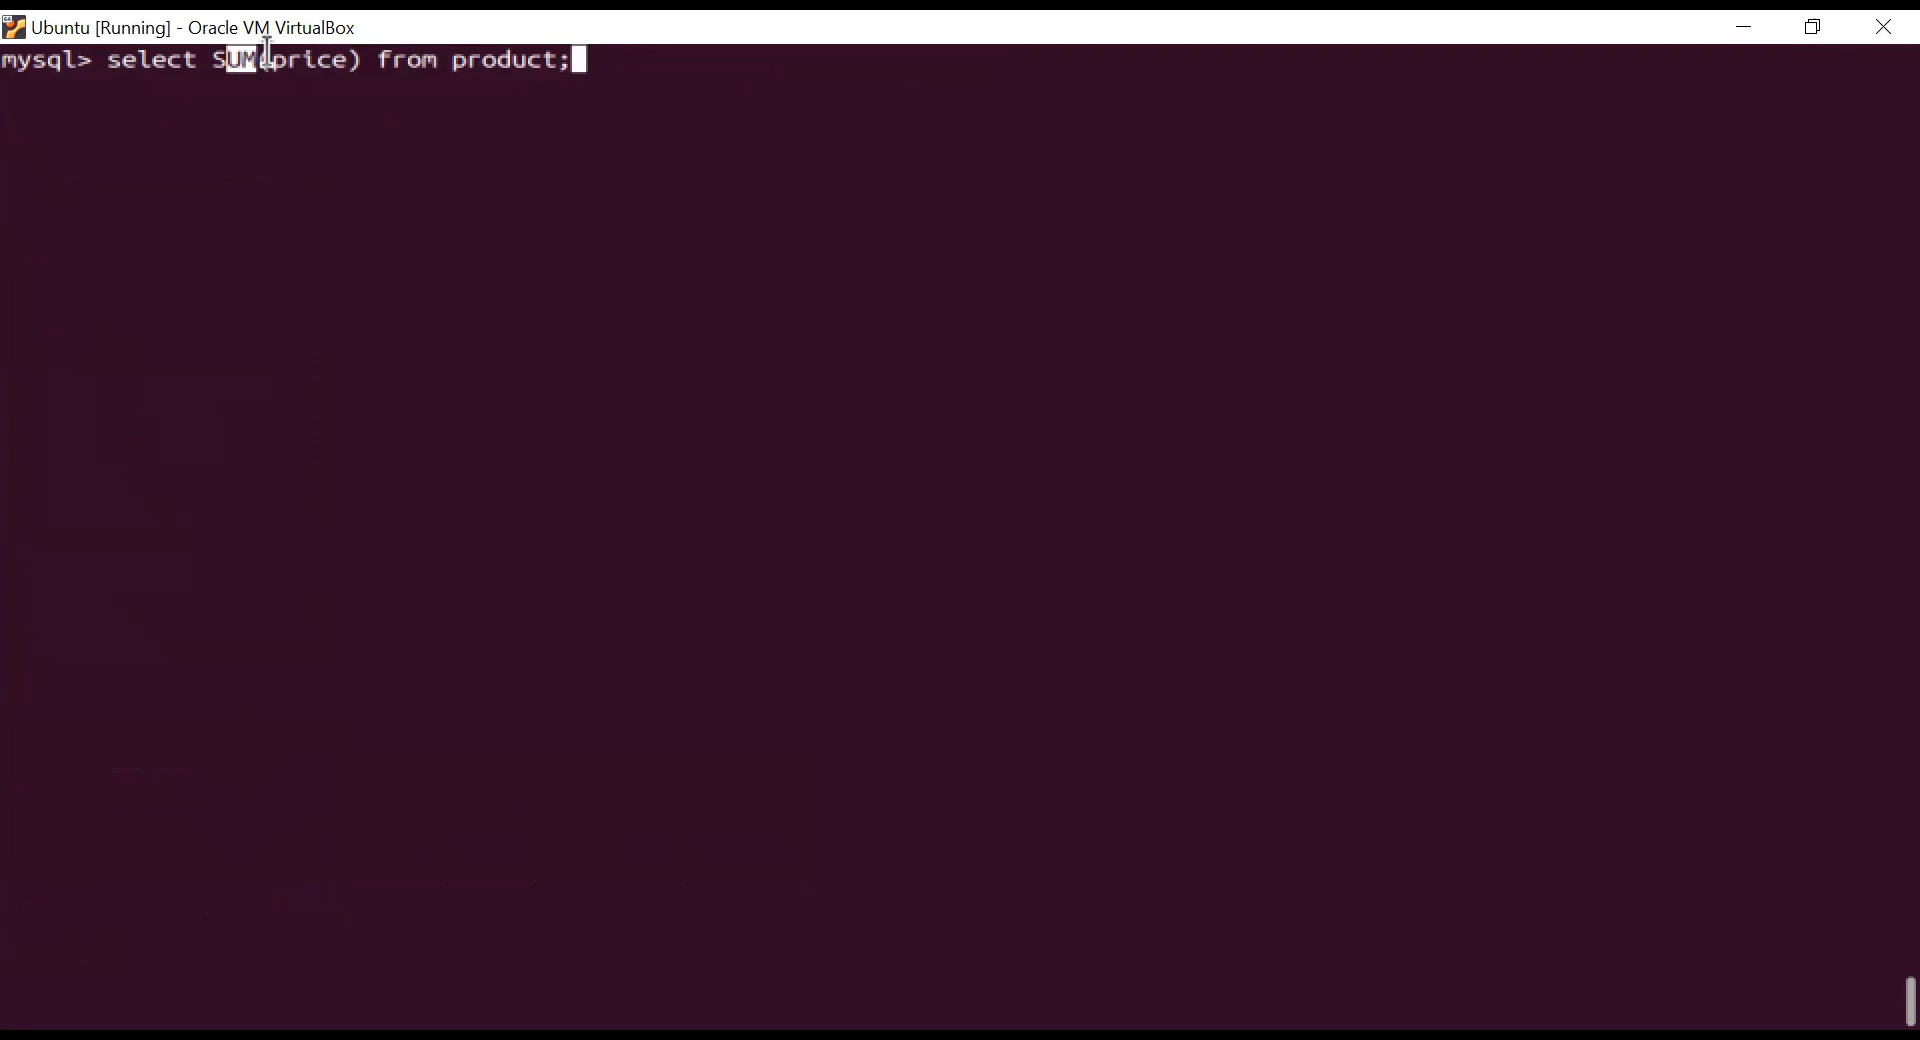 Ubuntu [Running] - Oracle VM VirtualBox
mysql> select SUM(price) from product;